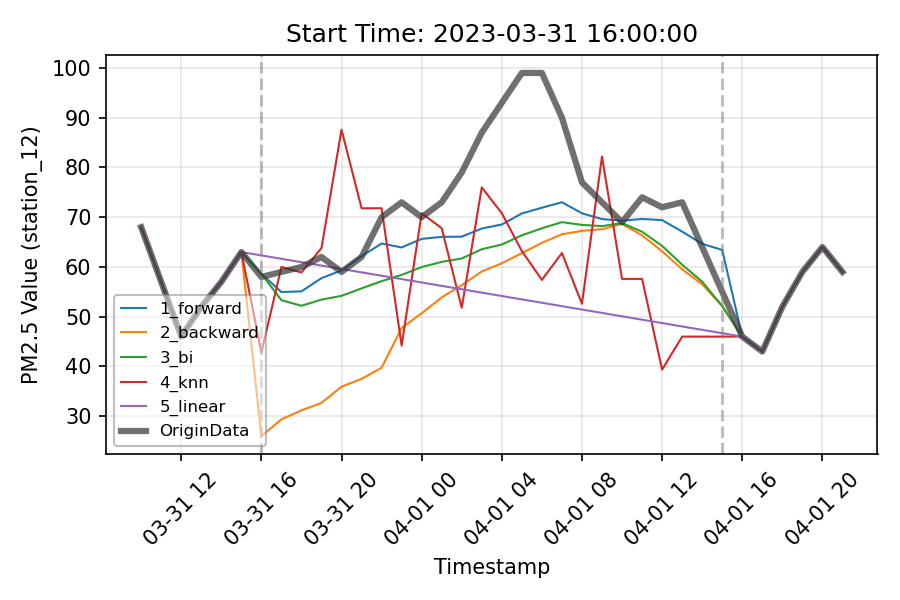 Start Time: 2023-03-31 16:00:00
PM2.5 Value (station_12)
100
90
80
70
60
50
40
30
1_forward
2_backward
3_bi
4_knn
5_linear
OriginData
03-31 12
03-31 16
03-31 20
04-01 00
04-01 04
04-01 08
04-01 12
04-01 16
04-01 20
Timestamp